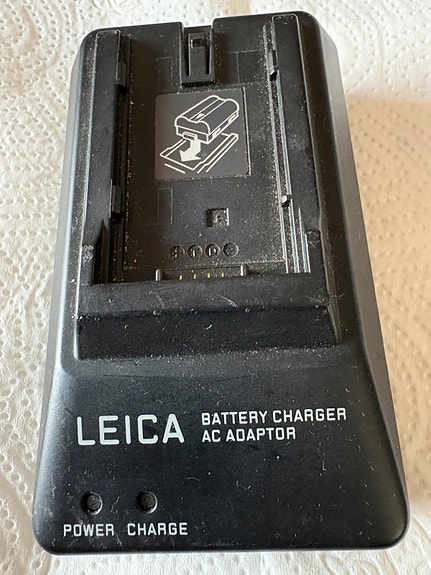 LEICA BATTERY CHARGER
AC ADAPTOR
POWER CHARGE